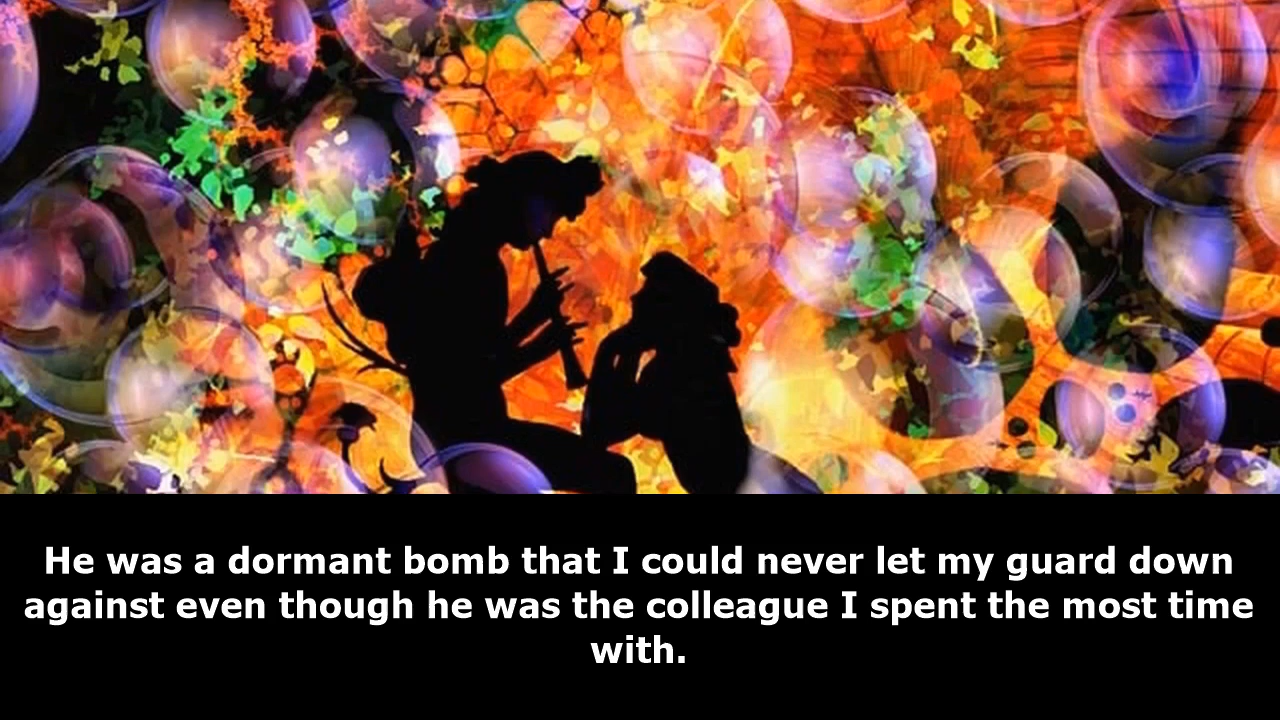 He was a dormant bomb that I could never let my guard down
against even though he was the colleague I spent the most time
with.